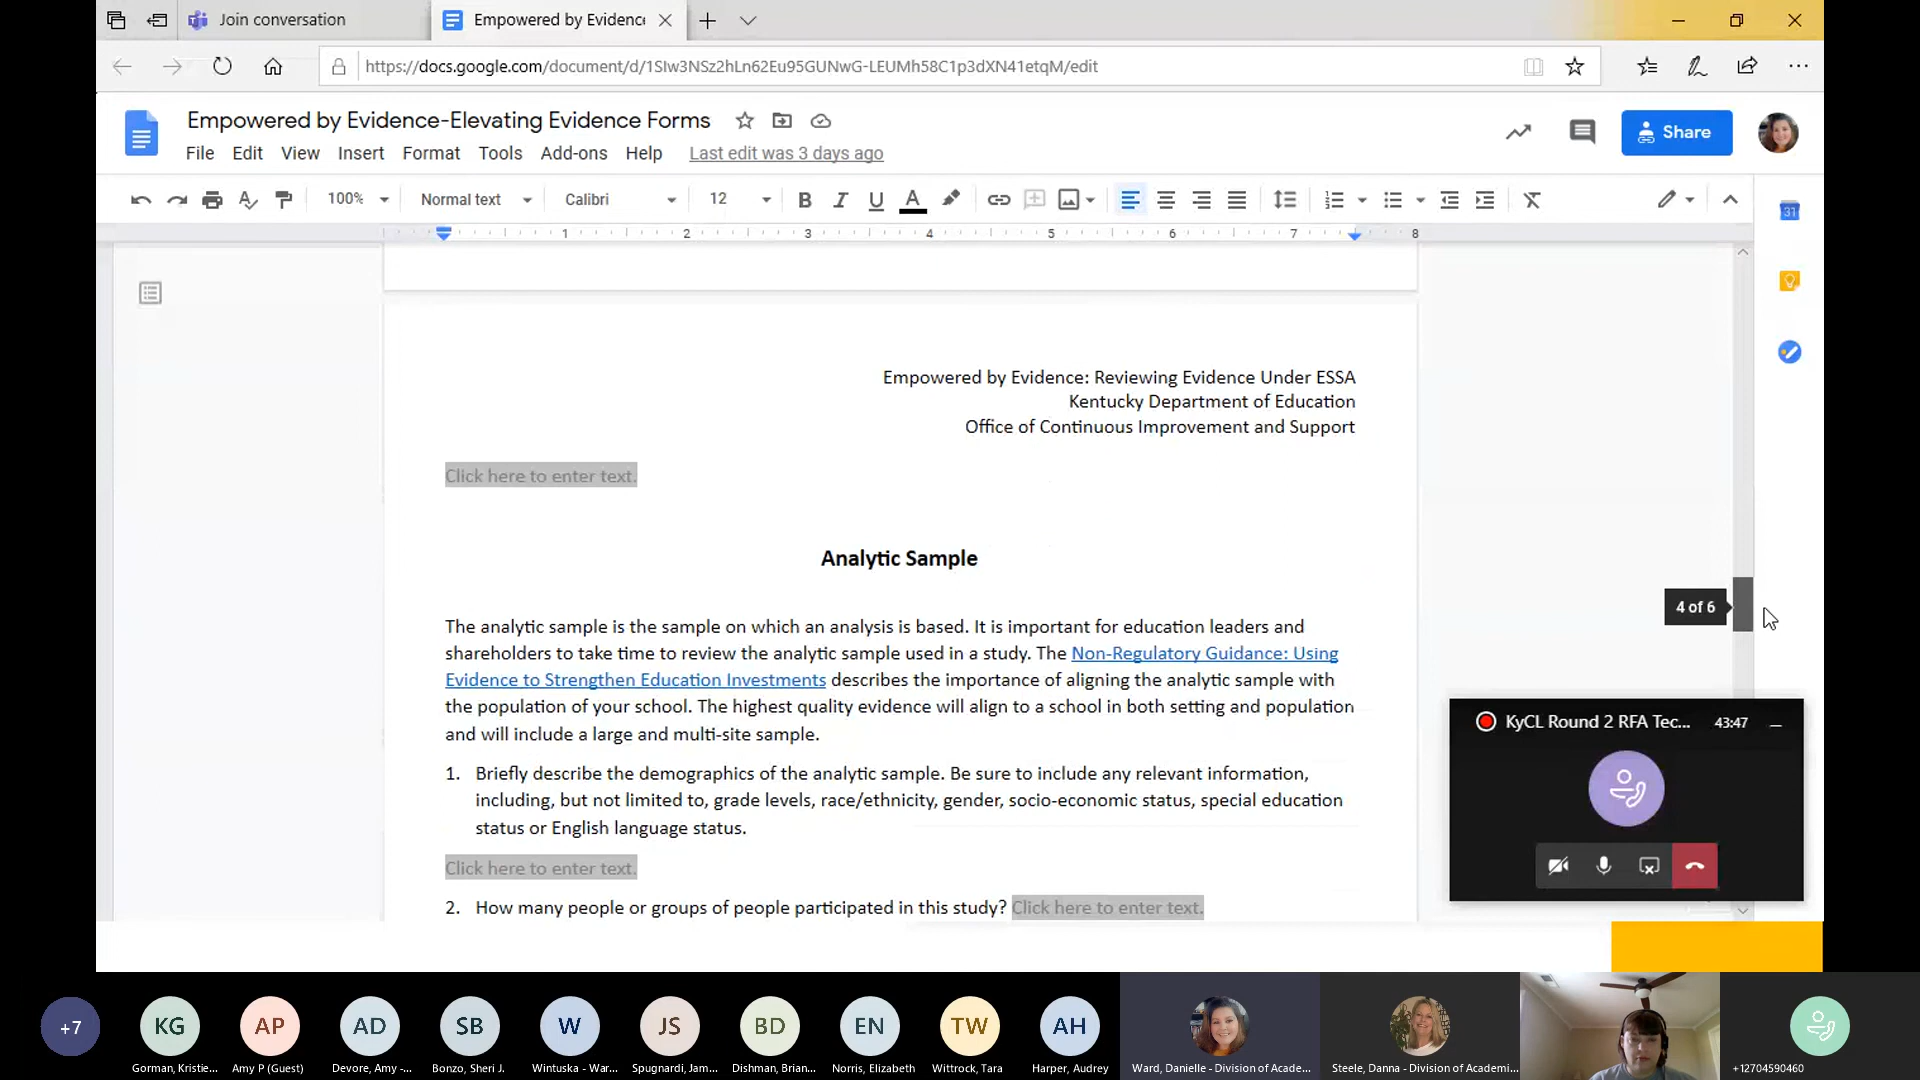 Join conversation
Empowered by Evidenc
https://docs.google.com/document/d/1SIw3NSz2hLn62Eu95GUNwG-LEUMh58C1p3dXN41etqM/edit
Empowered by Evidence-Elevating Evidence Forms
Share
File Edit View Insert Format Tools Add-ons Help Last edit was 3 days ago
100% Normal text Calibri 12
1 2 3 4 5 6 7 8
31
Empowered by Evidence: Reviewing Evidence Under ESSA
Kentucky Department of Education
Office of Continuous Improvement and Support
Click here to enter text.
Analytic Sample
The analytic sample is the sample on which an analysis is based. It is important for education leaders and
shareholders to take time to review the analytic sample used in a study. The Non-Regulatory Guidance: Using
Evidence to Strengthen Education Investments describes the importance of aligning the analytic sample with
the population of your school. The highest quality evidence will align to a school in both setting and population
and will include a large and multi-site sample.
1. Briefly describe the demographics of the analytic sample. Be sure to include any relevant information,
including, but not limited to, grade levels, race/ethnicity, gender, socio-economic status, special education
status or English language status.
Click here to enter text.
2. How many people or groups of people participated in this study? Click here to enter text.
4 of 6
KyCL Round 2 RFA Tec... 43:47
+7 KG AP AD SB W JS BD EN TW AH
Gorman, Kristie... Amy P (Guest) Devore, Amy -... Bonzo, Sheri J. Wintuska - War... Spugnardi, Jam... Dishman, Brian... Norris, Elizabeth Wittrock, Tara Harper, Audrey Ward, Danielle - Division of Acade... Steele, Danna - Division of Academi... +12704590460